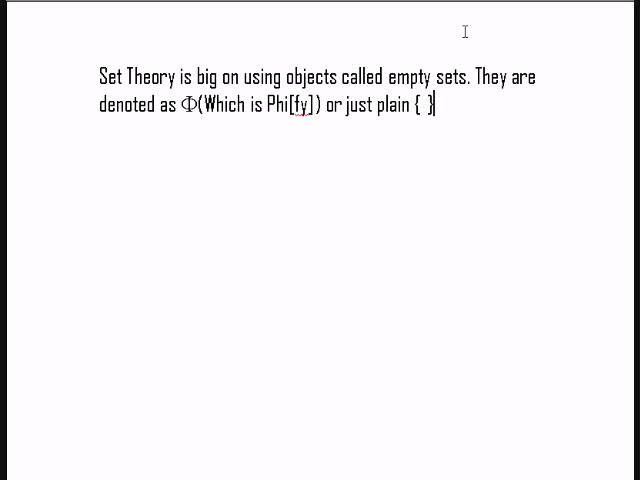 Set Theory is big on using objects called empty sets. They are
denoted as Φ(Which is Phi[fy]) or just plain { }